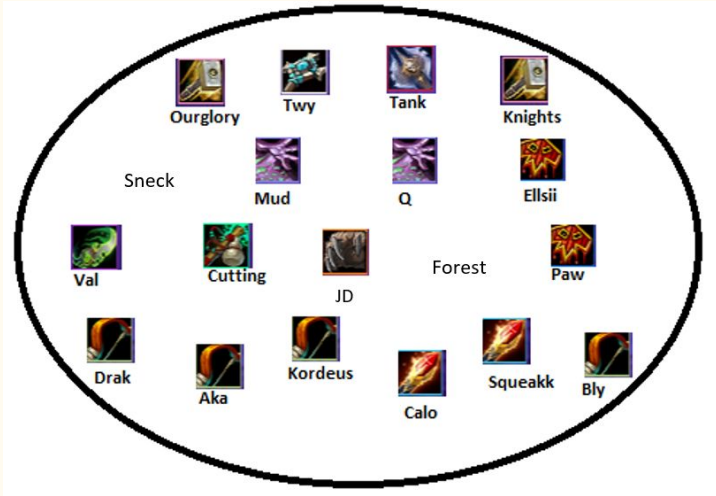 Ourglory
Twy
Tank
Knights
Sneck
Mud
Q
Ellsii
Val
Cutting
JD
Forest
Paw
Drak
Aka
Kordeus
Calo
Squeakk
Bly